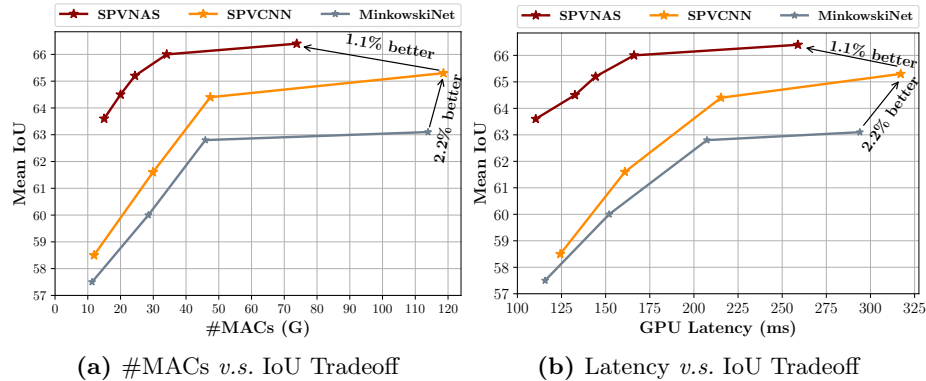 SPVNAS SPVCNN MinkowskiNet
66
65
64
63
62
61
60
59
58
57
Mean IoU
1.1% better
2.2% better
0 10 20 30 40 50 60 70 80 90 100 110 120
#MACs (G)
(a) #MACs v.s. IoU Tradeoff
SPVNAS SPVCNN MinkowskiNet
66
65
64
63
62
61
60
59
58
57
Mean IoU
1.1% better
2.2% better
100 125 150 175 200 225 250 275 300 325
GPU Latency (ms)
(b) Latency v.s. IoU Tradeoff